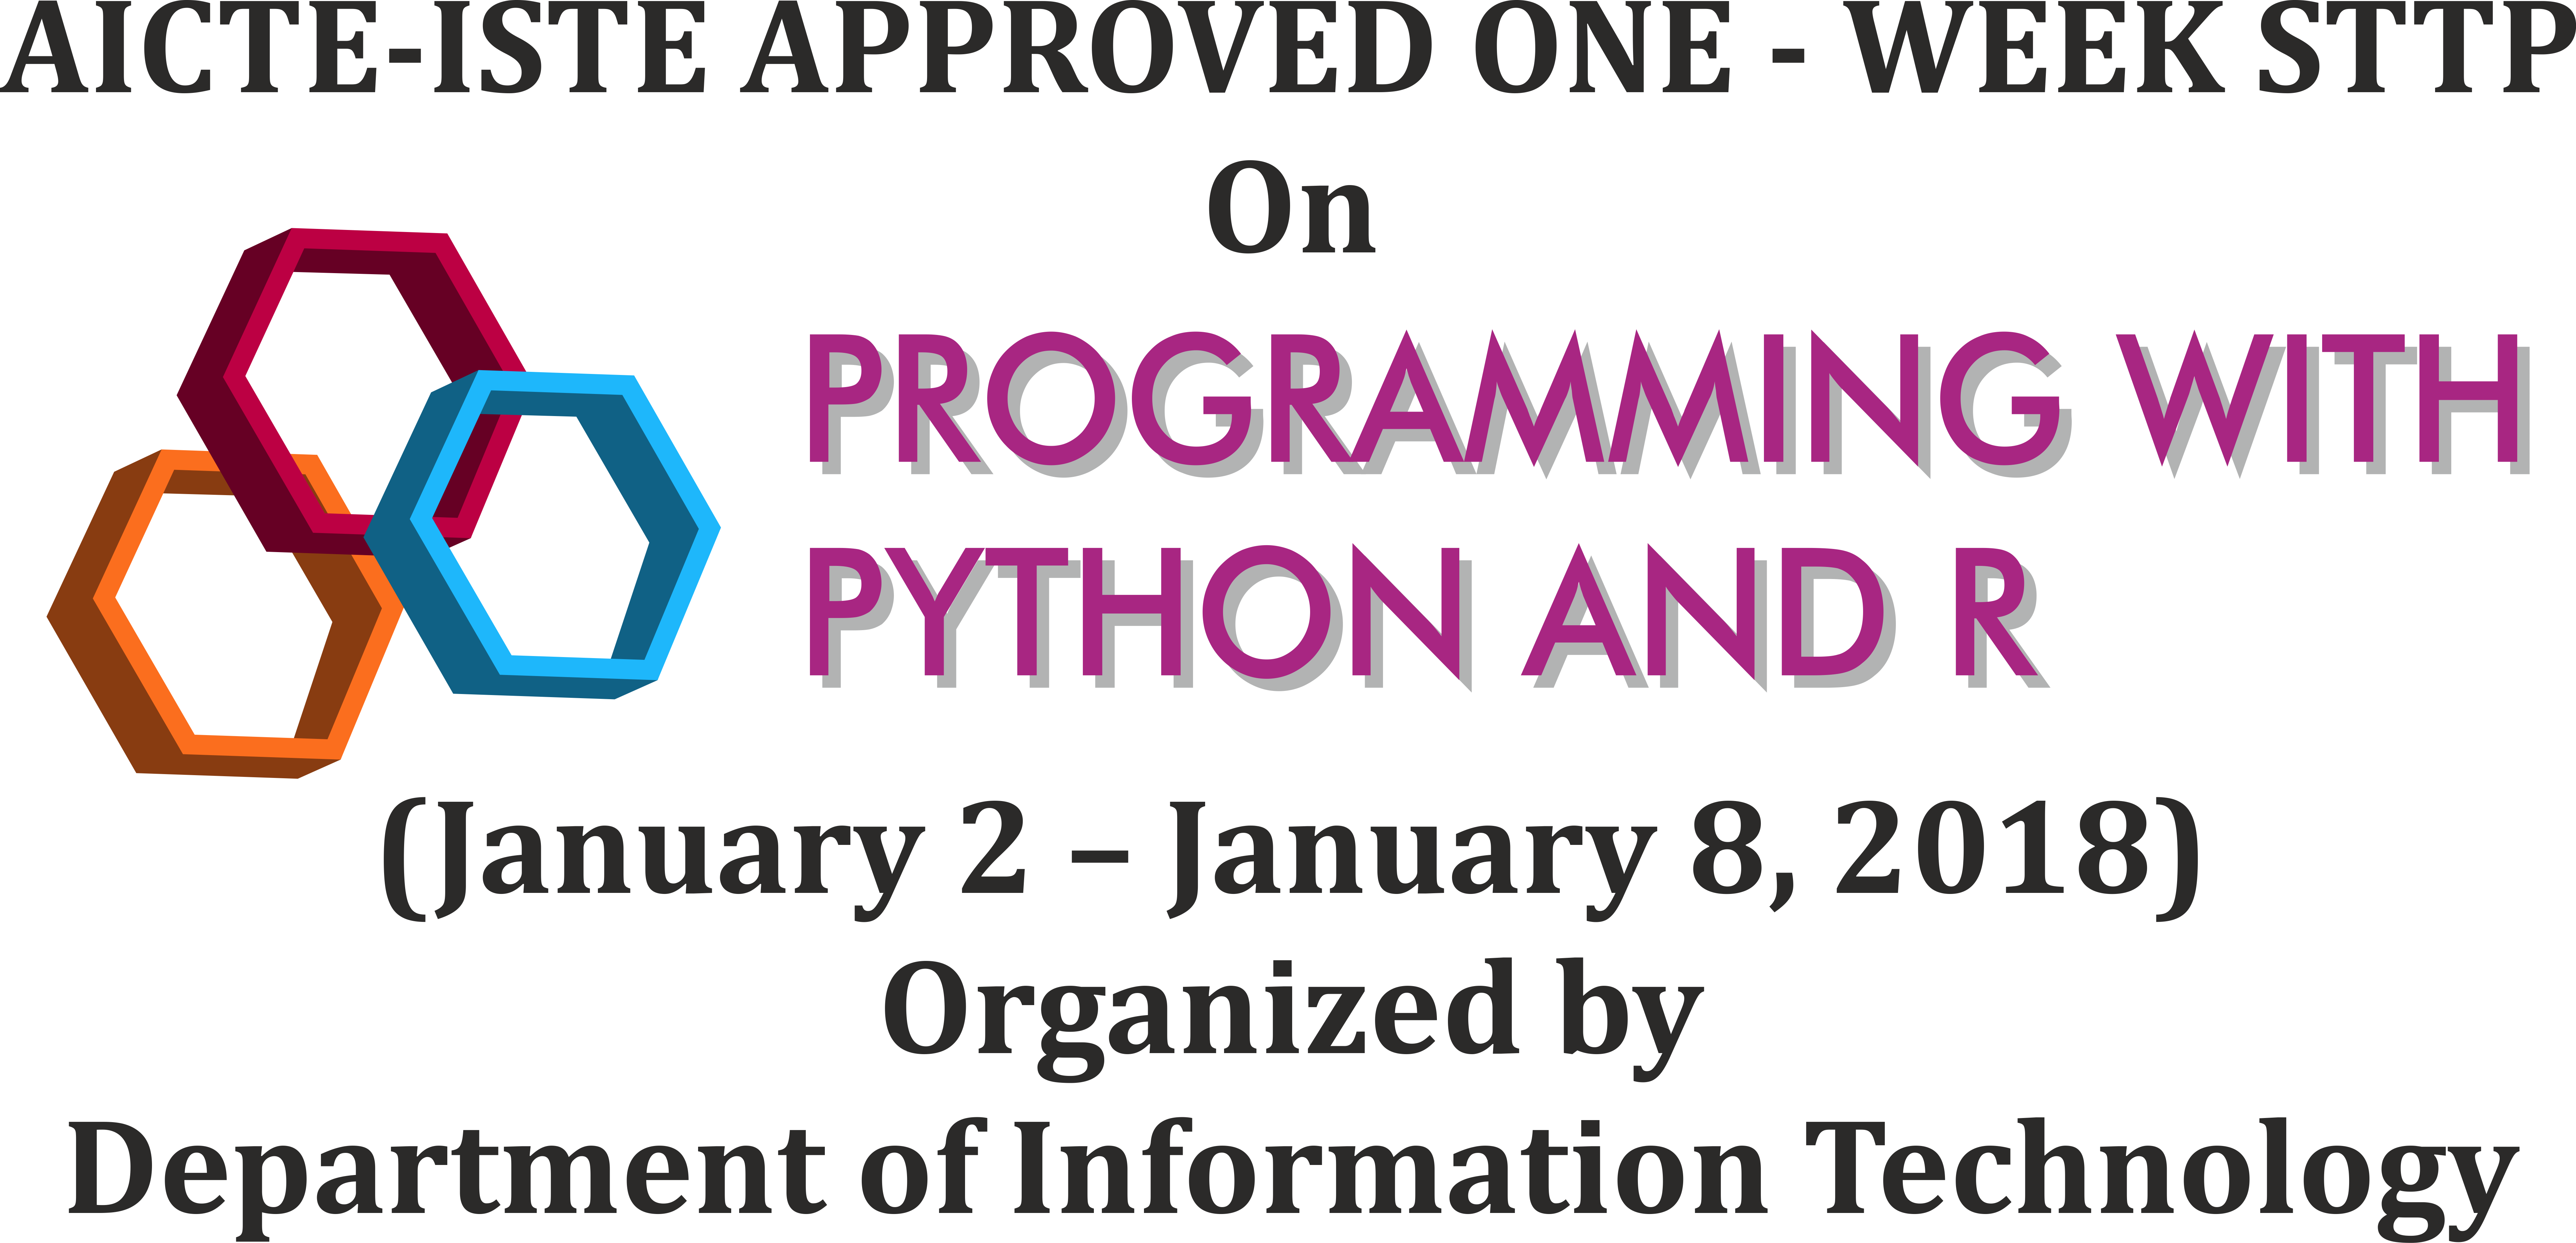 AICTE-ISTE APPROVED ONE - WEEK STTP
On
PROGRAMMING WITH
PYTHON AND R
(January 2 – January 8, 2018)
Organized by
Department of Information Technology